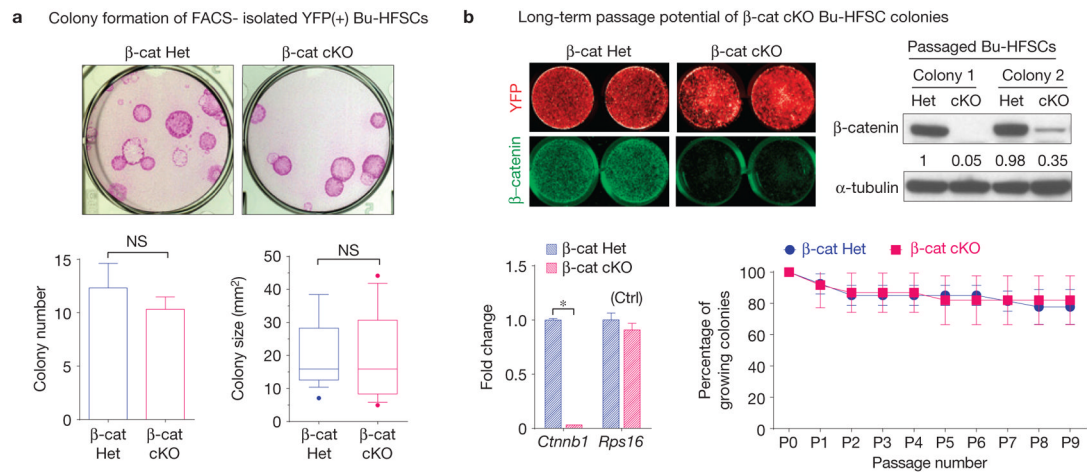 a Colony formation of FACS- isolated YFP(+) Bu-HFSCs
β-cat Het β-cat cKO
NS
15
10
5
0
Colony number
β-cat Het
β-cat cKO
NS
50
40
30
20
10
0
Colony size (mm²)
β-cat Het
β-cat cKO
b Long-term passage potential of β-cat cKO Bu-HFSC colonies
β-cat Het β-cat cKO
YFP
β-catenin
Passaged Bu-HFSCs
Colony 1 Colony 2
Het cKO Het cKO
β-catenin
1 0.05 0.98 0.35
α-tubulin
β-cat Het
β-cat cKO
1.5
1.0
0.5
0
Fold change
*
(Ctrl)
Ctnnb1 Rps16
β-cat Het β-cat cKO
100
80
60
40
20
0
Percentage of
growing colonies
P0 P1 P2 P3 P4 P5 P6 P7 P8 P9
Passage number